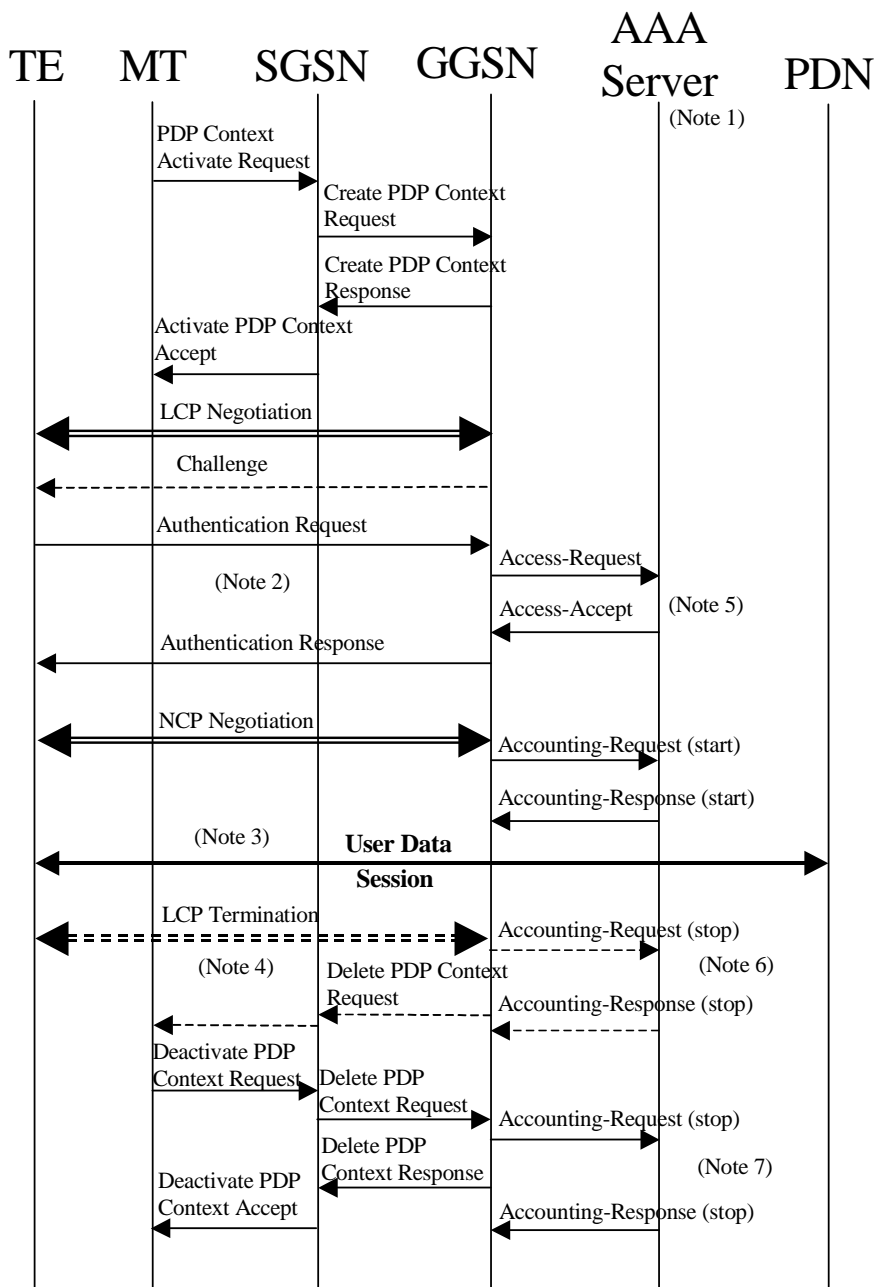 AAA
TE MT SGSN GGSN Server PDN
(Note 1)
PDP Context
Activate Request
Create PDP Context
Request
Create PDP Context
Response
Activate PDP Context
Accept
LCP Negotiation
Challenge
Authentication Request
Access-Request
(Note 2)
Access-Accept
(Note 5)
Authentication Response
NCP Negotiation
Accounting-Request (start)
Accounting-Response (start)
(Note 3)
User Data
Session
LCP Termination
Accounting-Request (stop)
(Note 4)
Delete PDP Context
Request
(Note 6)
Accounting-Response (stop)
Deactivate PDP
Context Request
Delete PDP
Context Request
Accounting-Request (stop)
Delete PDP
Context Response
(Note 7)
Deactivate PDP
Context Accept
Accounting-Response (stop)